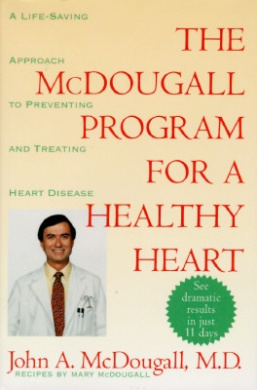 A LIFE-SAVING
THE
APPROACH
MCDOUGALL
TO PREVENTING
PROGRAM
AND TREATING
FOR A
HEART DISEASE
HEALTHY
HEART
See
dramatic
results
in just
11 days
John A. McDougall, M.D.
RECIPES BY MARY MCDOUGALL